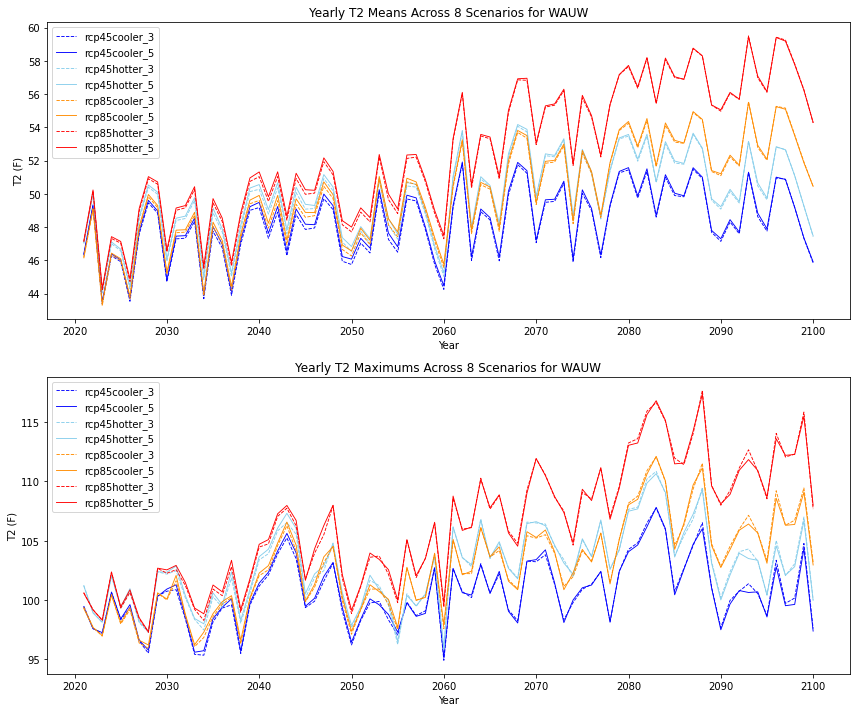 Yearly T2 Means Across 8 Scenarios for WAUW
60
58
56
54
52
50
48
46
44
T2 (F)
rcp45cooler_3
rcp45cooler_5
rcp45hotter_3
rcp45hotter_5
rcp85cooler_3
rcp85cooler_5
rcp85hotter_3
rcp85hotter_5
2020 2030 2040 2050 2060 2070 2080 2090 2100
Year
Yearly T2 Maximums Across 8 Scenarios for WAUW
115
110
105
100
95
T2 (F)
rcp45cooler_3
rcp45cooler_5
rcp45hotter_3
rcp45hotter_5
rcp85cooler_3
rcp85cooler_5
rcp85hotter_3
rcp85hotter_5
2020 2030 2040 2050 2060 2070 2080 2090 2100
Year